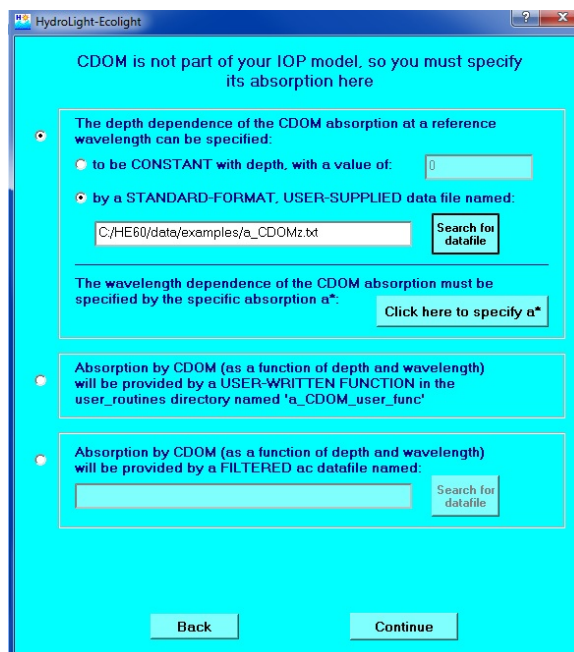 HydroLight-Ecolight
CDOM is not part of your IOP model, so you must specify
its absorption here
The depth dependence of the CDOM absorption at a reference
wavelength can be specified:
to be CONSTANT with depth, with a value of:
0
by a STANDARD-FORMAT, USER-SUPPLIED data file named:
C:/HE60/data/examples/a_CDOMz.txt
Search for
datafile
The wavelength dependence of the CDOM absorption must be
specified by the specific absorption a*:
Click here to specify a*
Absorption by CDOM (as a function of depth and wavelength)
will be provided by a USER-WRITTEN FUNCTION in the
user_routines directory named 'a_CDOM_user_func'
Absorption by CDOM (as a function of depth and wavelength)
will be provided by a FILTERED ac datafile named:
Search for
datafile
Back
Continue